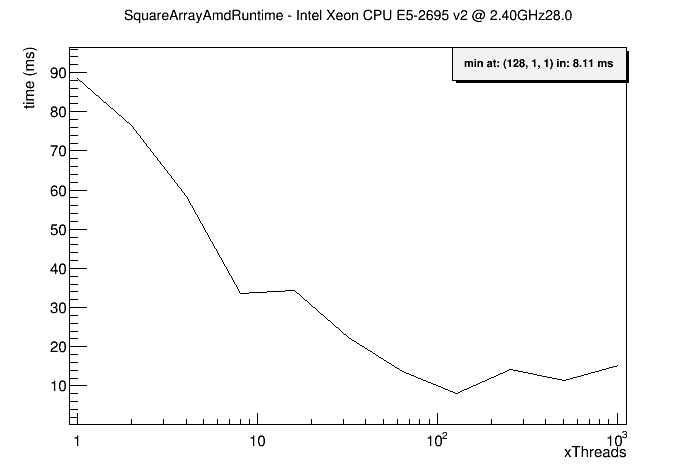 SquareArrayAmdRuntime - Intel Xeon CPU E5-2695 v2 @ 2.40GHz28.0
min at: (128, 1, 1) in: 8.11 ms
time (ms)
90
80
70
60
50
40
30
20
10
1 10 10² 10³
xThreads